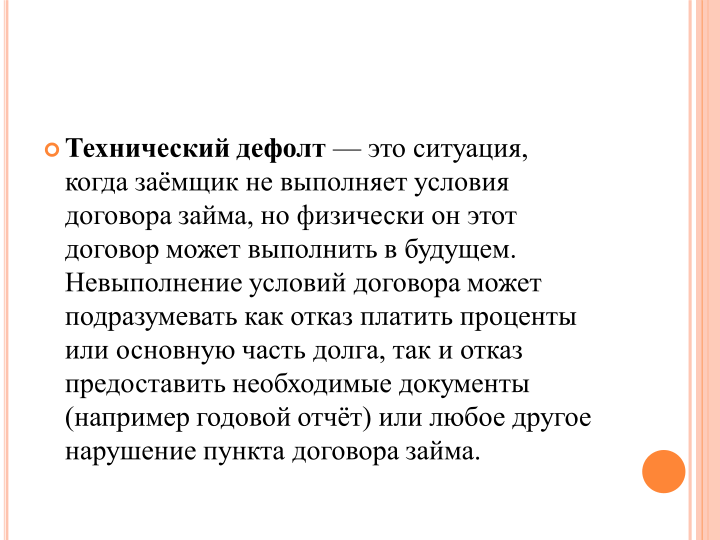 Технический дефолт — это ситуация,
когда заёмщик не выполняет условия
договора займа, но физически он этот
договор может выполнить в будущем.
Невыполнение условий договора может
подразумевать как отказ платить проценты
или основную часть долга, так и отказ
предоставить необходимые документы
(например годовой отчёт) или любое другое
нарушение пункта договора займа.